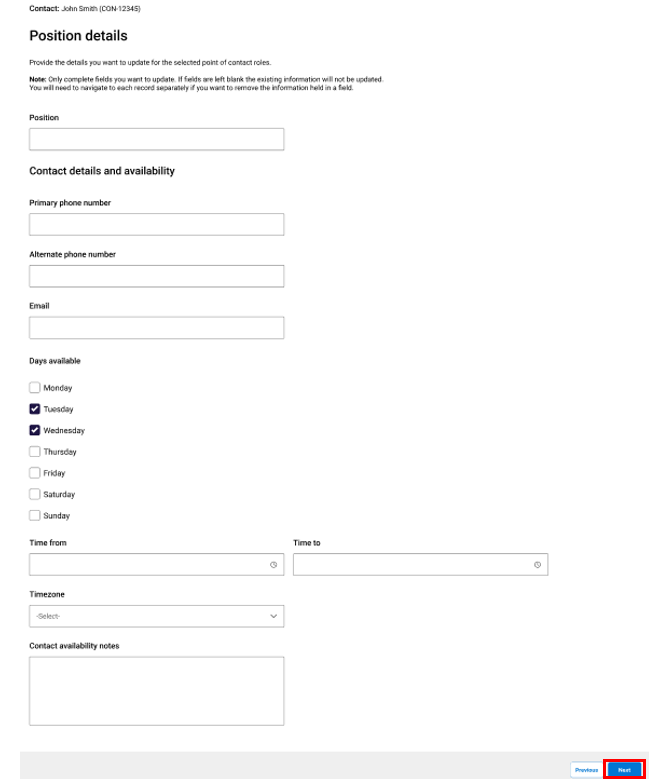 Contact: John Smith (CON-12345)
Position details
Provide the details you want to update for the selected point of contact roles.
Note: Only complete fields you want to update. If fields are left blank the existing information will not be updated.
You will need to navigate to each record separately if you want to remove the information held in a field.
Position
Contact details and availability
Primary phone number
Alternate phone number
Email
Days available
Monday
Tuesday
Wednesday
Thursday
Friday
Saturday
Sunday
Time from Time to
Timezone
-Select-
Contact availability notes
Previous Next